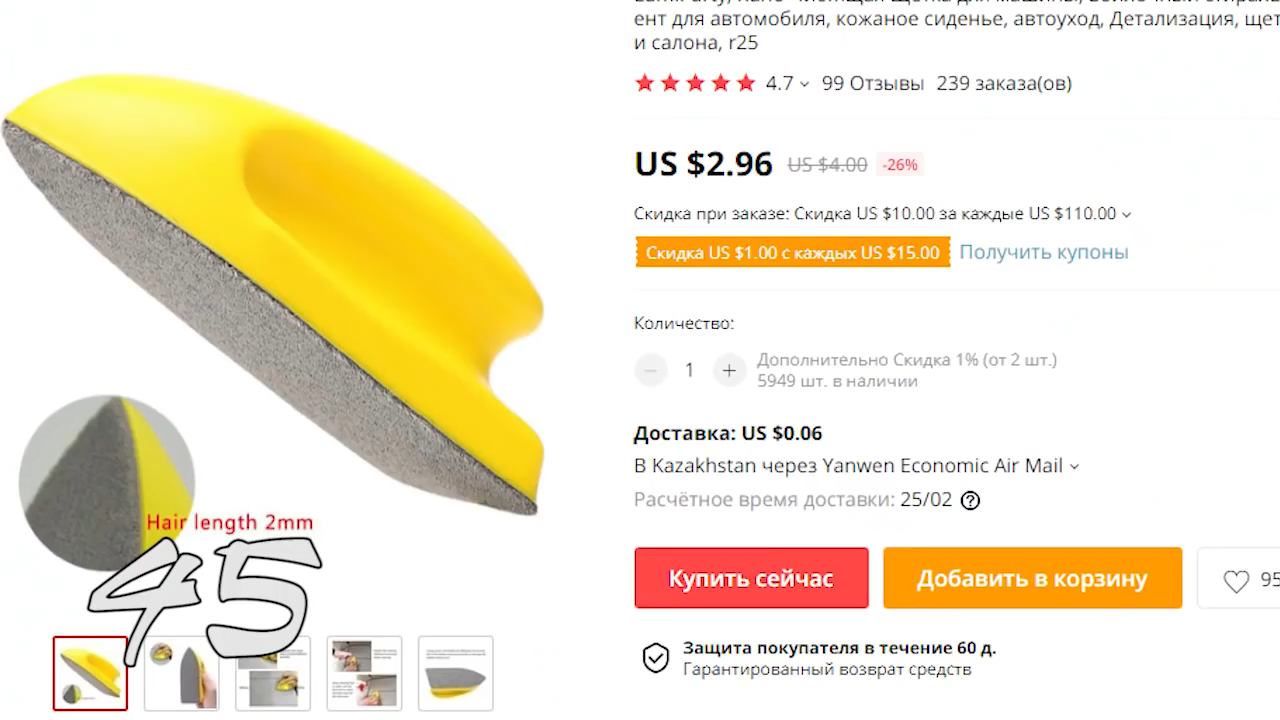 ент для автомобиля, кожаное сиденье, автоуход, Детализация, щет
и салона, r25
4.7 99 Отзывы 239 заказа(ов)
US $2.96 US $4.00 -26%
Скидка при заказе: Скидка US $10.00 за каждые US $110.00
Скидка US $1.00 с каждых US $15.00 Получить купоны
Количество:
1
Дополнительно Скидка 1% (от 2 шт.)
5949 шт. в наличии
Доставка: US $0.06
В Kazakhstan через Yanwen Economic Air Mail
Расчётное время доставки: 25/02
Купить сейчас Добавить в корзину 95
Защита покупателя в течение 60 д.
Гарантированный возврат средств
Hair length 2mm
45